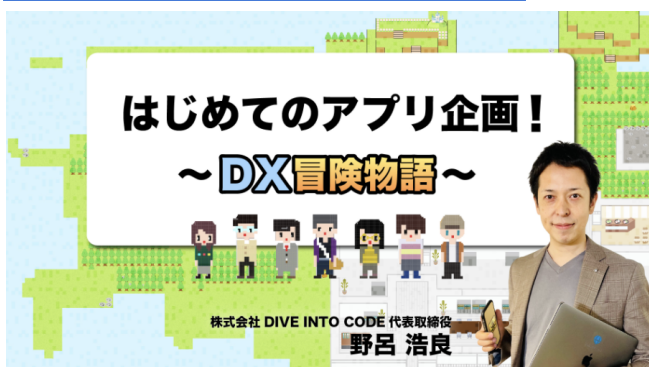 はじめてのアプリ企画！
～DX冒険物語～
株式会社 DIVE INTO CODE 代表取締役
野呂 浩良